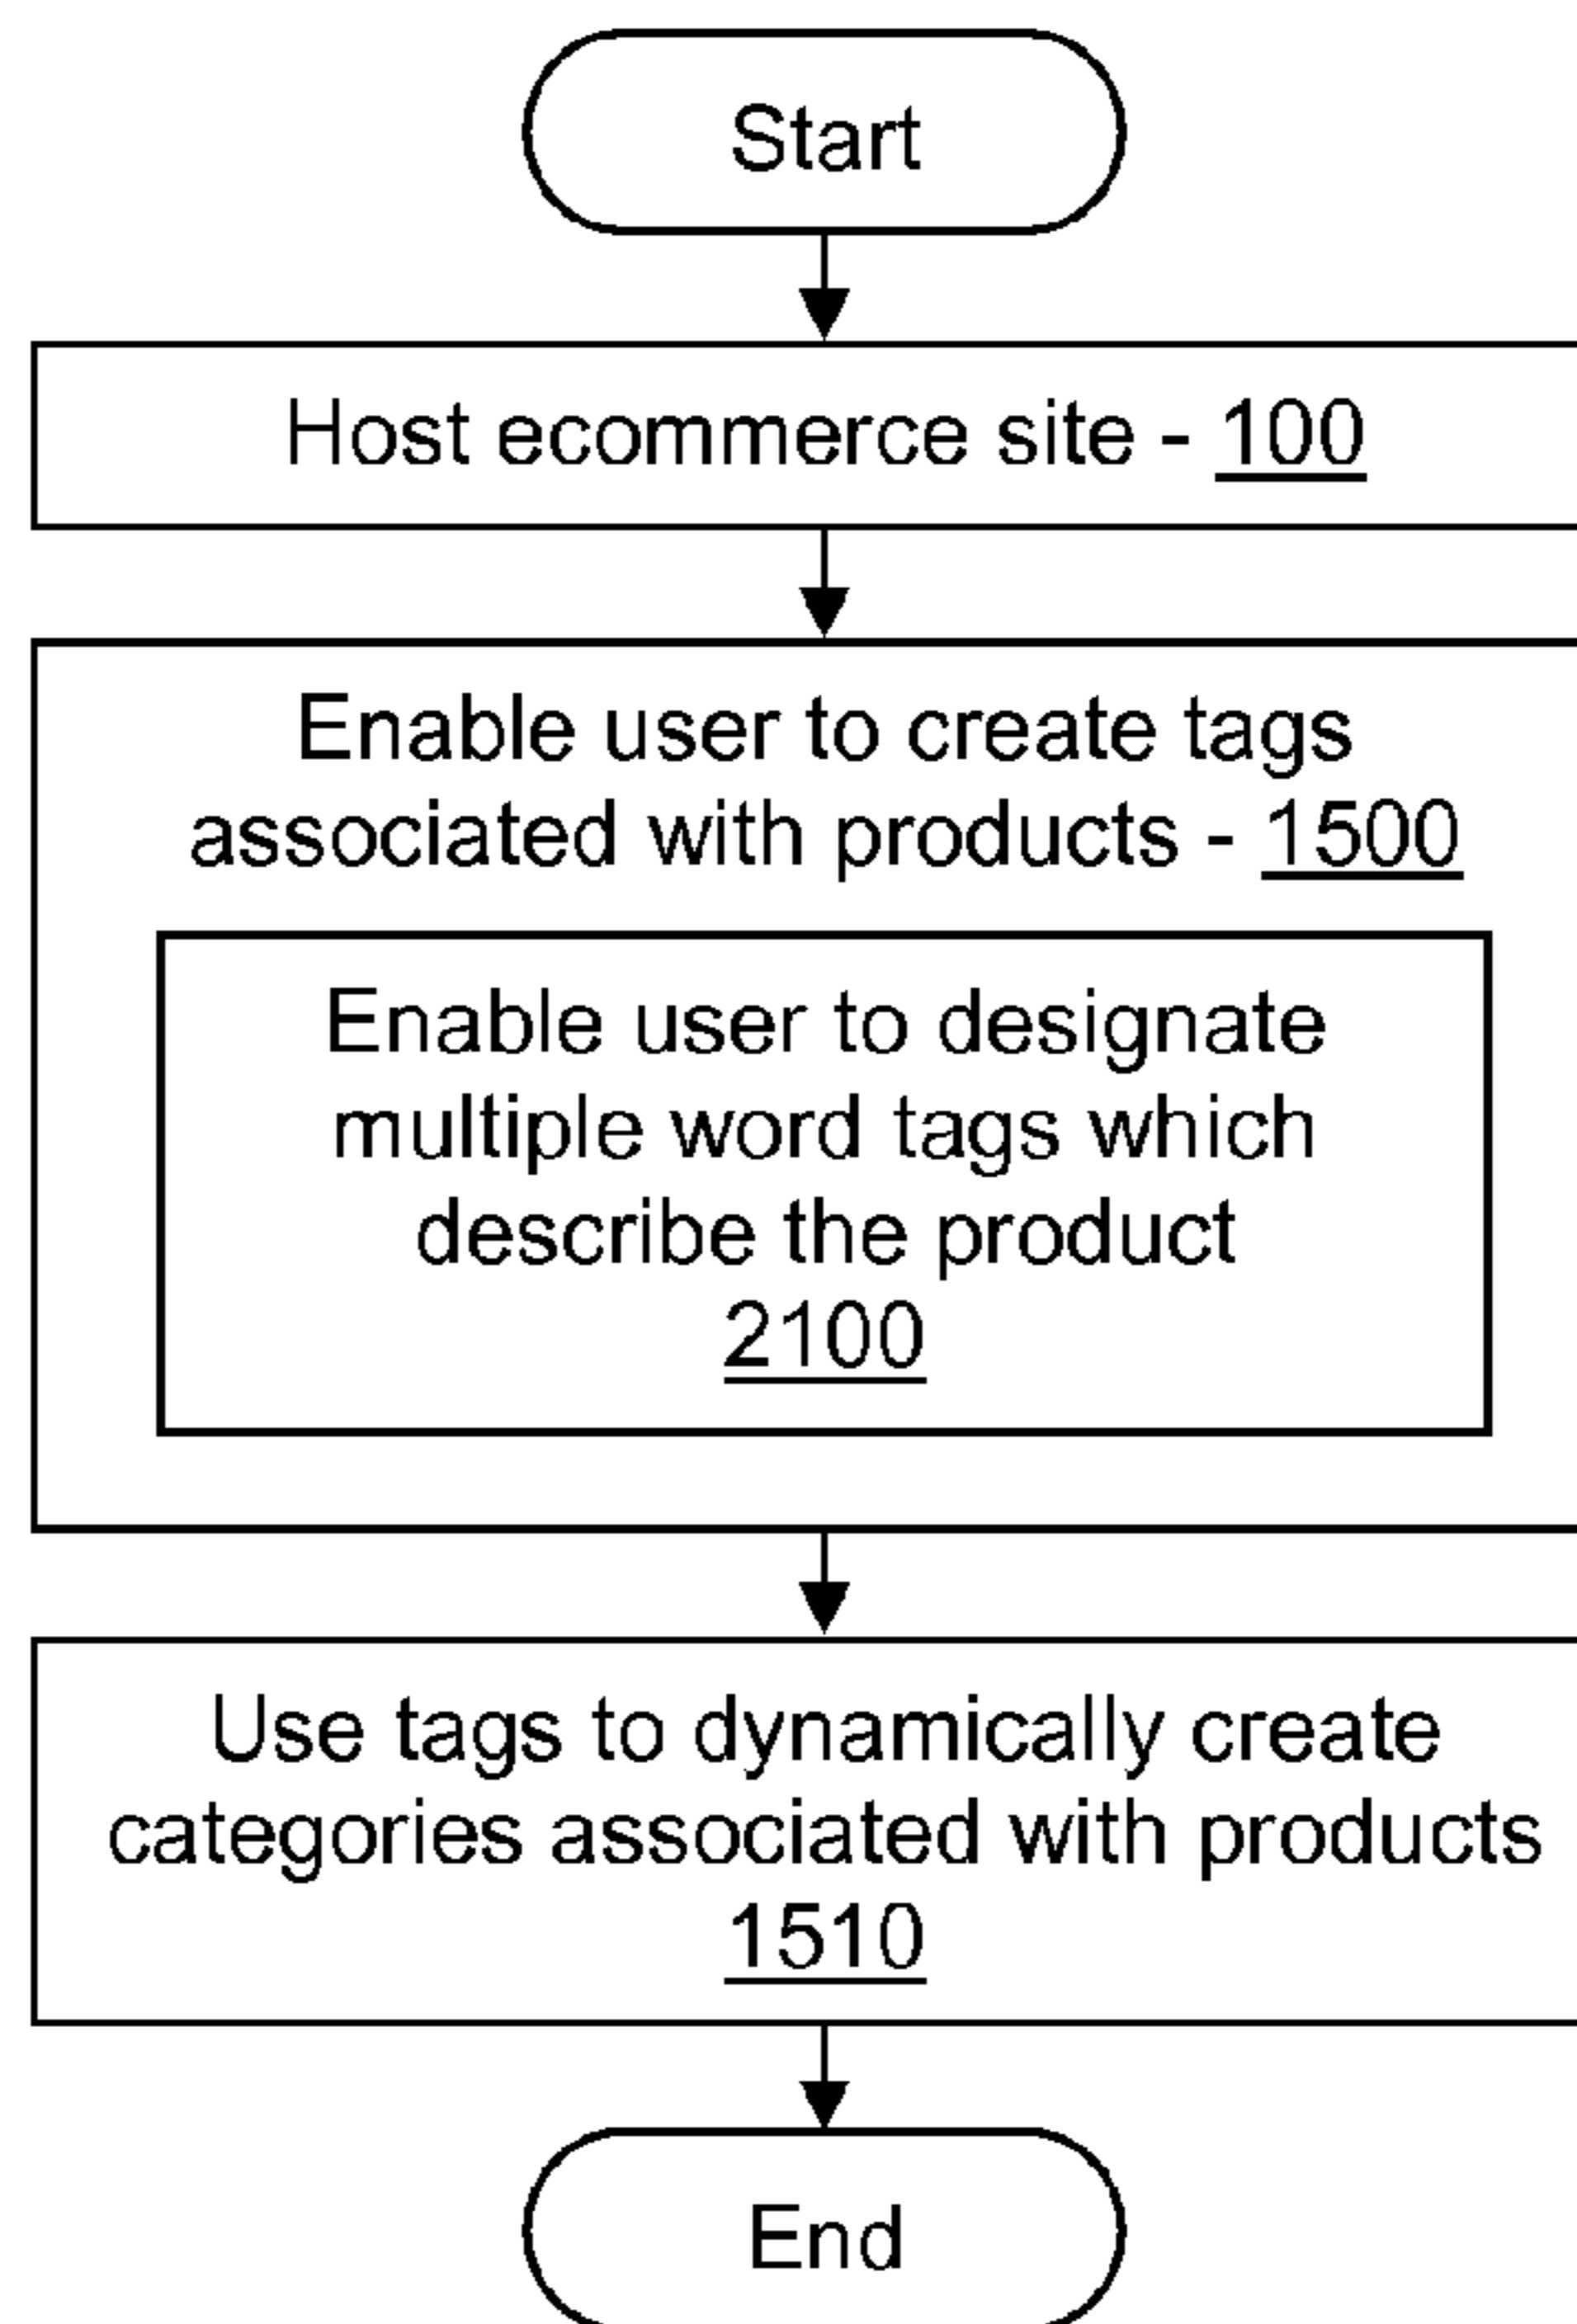 Start
Host ecommerce site - 100
Enable user to create tags
associated with products - 1500
Enable user to designate
multiple word tags which
describe the product
2100
Use tags to dynamically create
categories associated with products
1510
End